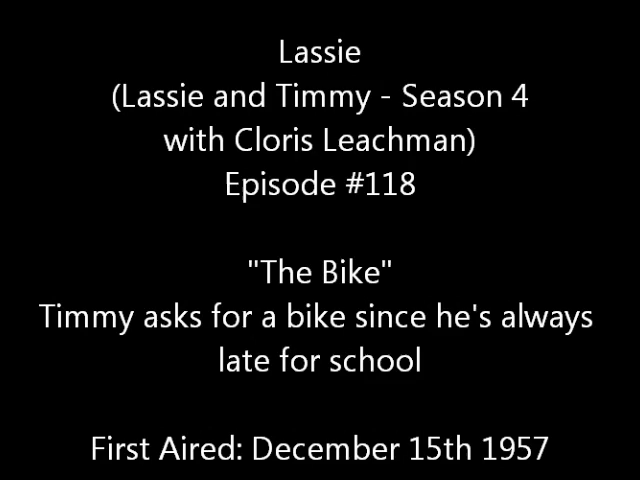 Lassie
(Lassie and Timmy - Season 4
with Cloris Leachman)
Episode #118
"The Bike"
Timmy asks for a bike since he's always
late for school
First Aired: December 15th 1957